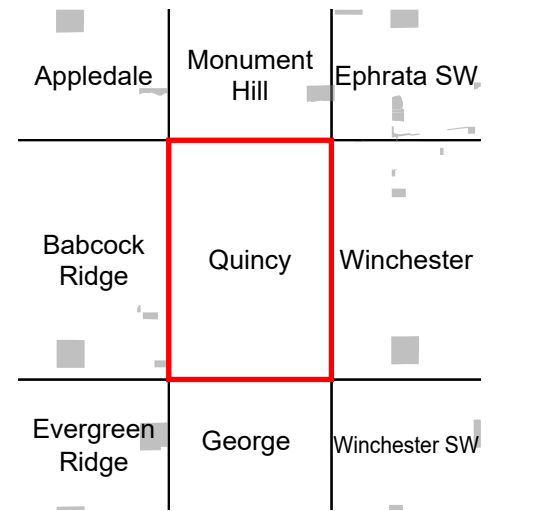 Appledale
Monument
Hill
Ephrata SW
Babcock
Ridge
Quincy
Winchester
Evergreen
Ridge
George
Winchester SW